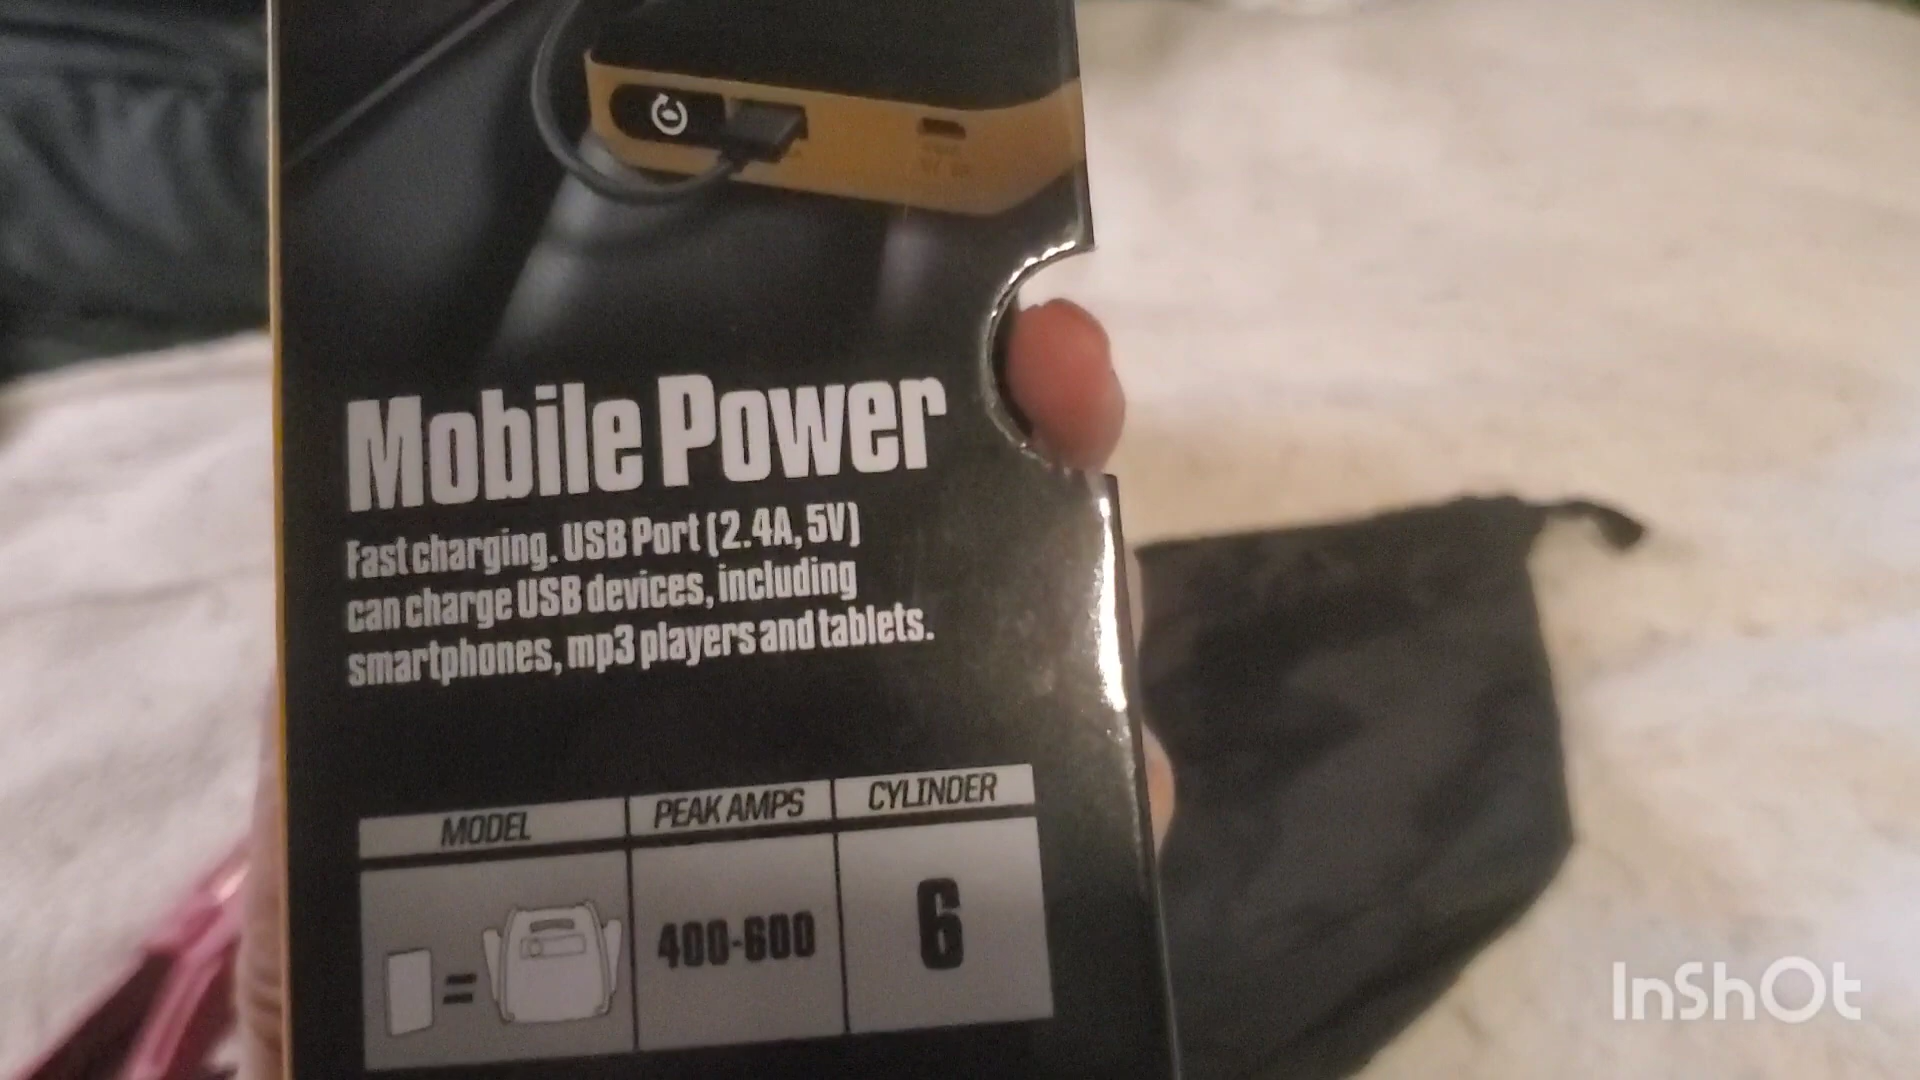 Mobile Power
Fast charging. USB Port (2.4A, 5V)
can charge USB devices, including
smartphones, mp3 players and tablets.
MODEL PEAK AMPS CYLINDER
= 400-600 6
InShOt